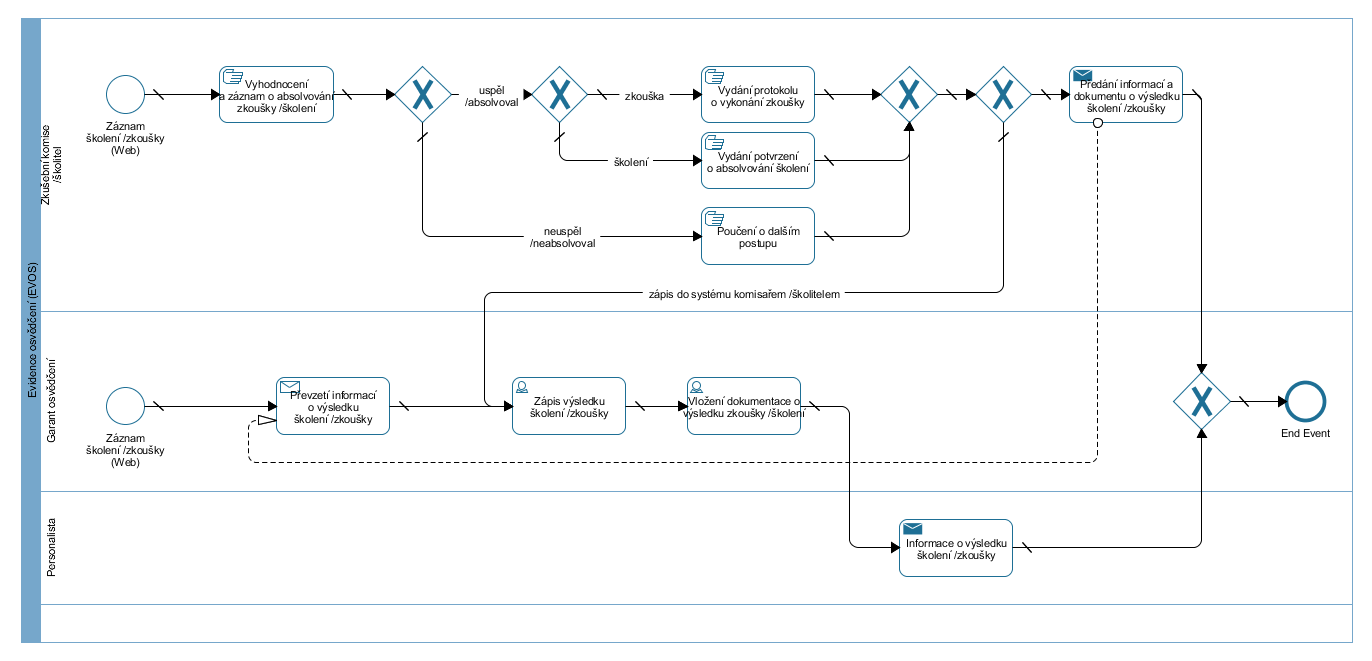 Evidence osvědčení (EVOS)
Zkušební komise
/školitel
Záznam
školení /zkoušky
(Web)
Vyhodnocení
a záznam o absolvování
zkoušky /školení
uspěl
/absolvoval
zkouška
školení
neuspěl
/neabsolvoval
Vydání protokolu
o vykonání zkoušky
Vydání potvrzení
o absolvování školení
Poučení o dalším
postupu
Předání informací a
dokumentu o výsledku
školení /zkoušky
zápis do systému komisařem /školitelem
Garant osvědčení
Záznam
školení /zkoušky
(Web)
Převzetí informací
o výsledku
školení /zkoušky
Zápis výsledku
školení /zkoušky
Vložení dokumentace o
výsledku zkoušky /školení
End Event
Personalista
Informace o výsledku
školení /zkoušky